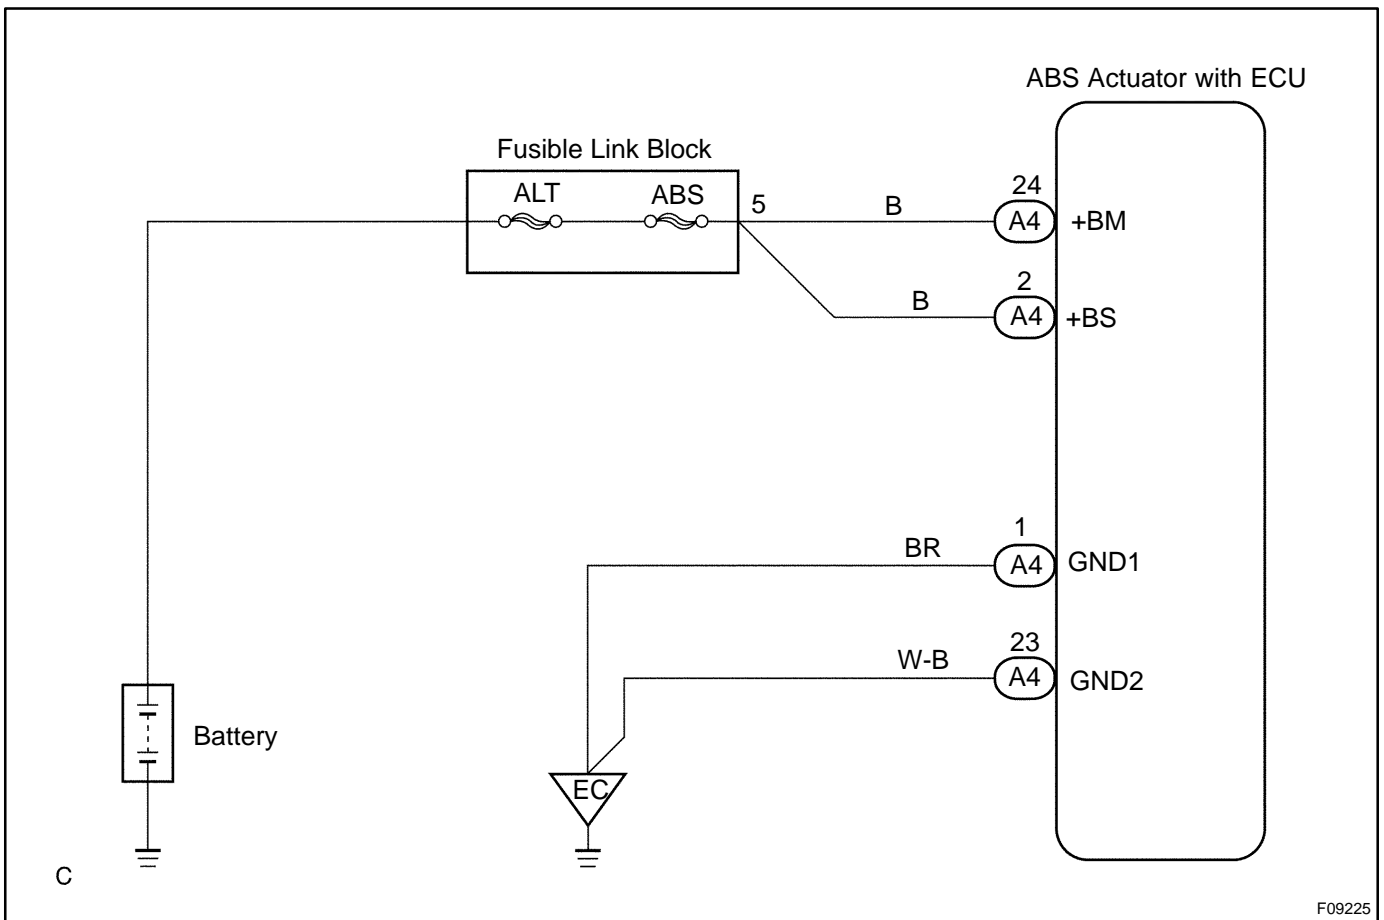 ABS Actuator with ECU
Fusible Link Block
ALT
ABS
5
B
24
A4
+BM
B
2
A4
+BS
BR
1
A4
GND1
W-B
23
A4
GND2
Battery
EC
C
F09225